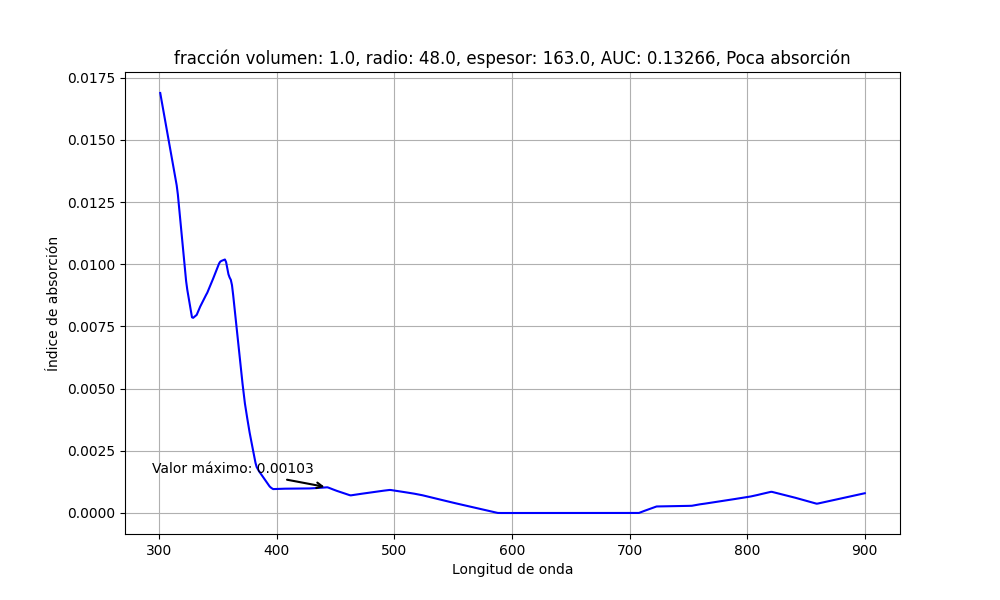 fracción volumen: 1.0, radio: 48.0, espesor: 163.0, AUC: 0.13266, Poca absorción
0.0175
0.0150
0.0125
0.0100
0.0075
0.0050
0.0025
0.0000
Índice de absorción
Valor máximo: 0.00103
300 400 500 600 700 800 900
Longitud de onda